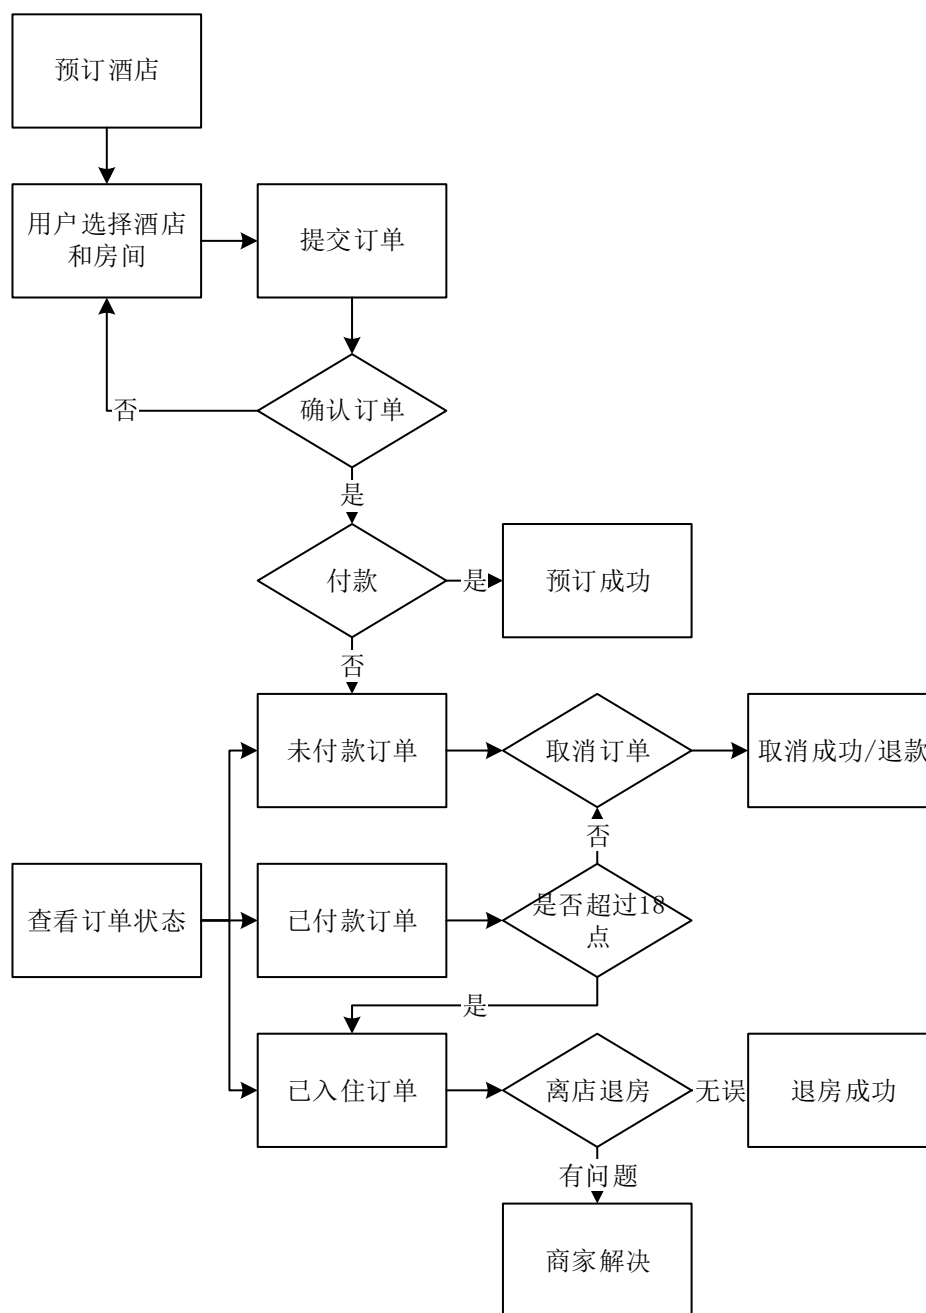 预订酒店
用户选择酒店
和房间
提交订单
否
确认订单
是
付款
是
预订成功
否
未付款订单
取消订单
取消成功/退款
否
查看订单状态
已付款订单
是否超过18
点
是
已入住订单
离店退房
无误
退房成功
有问题
商家解决